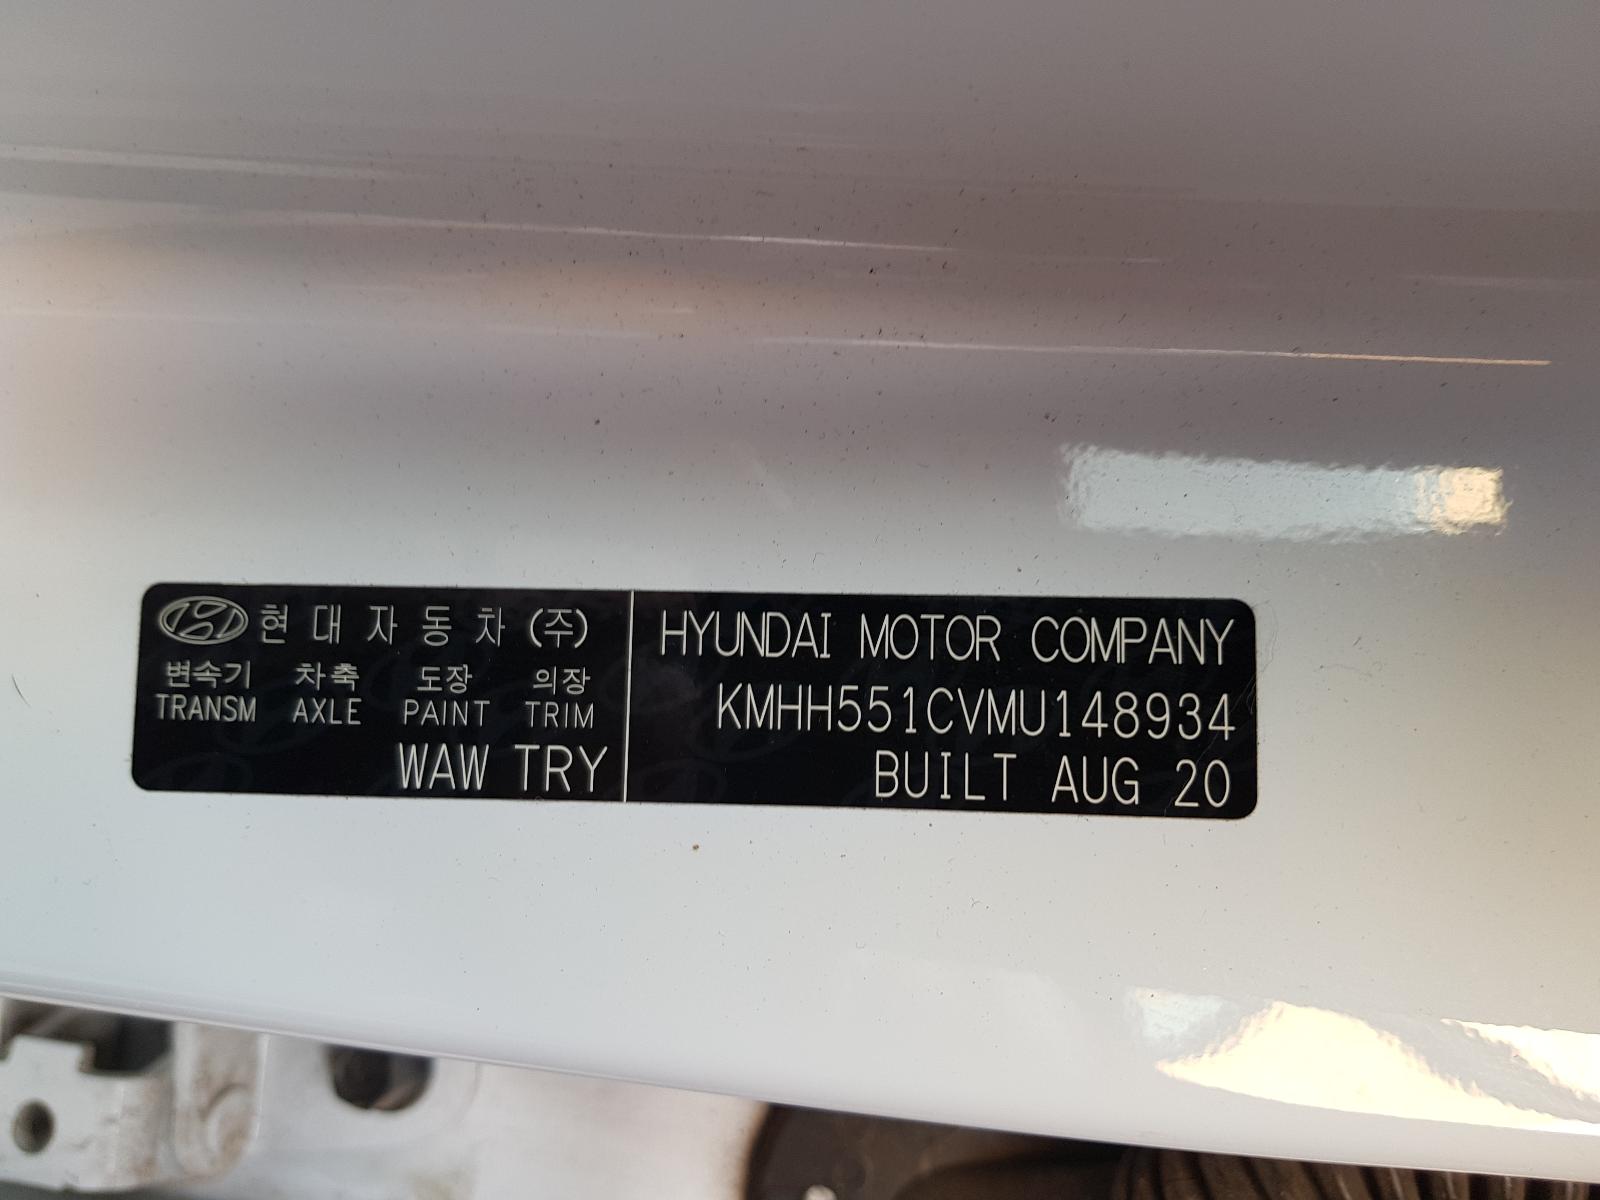 현대자동차(주)
변속기 차축 도장 의장
TRANSM AXLE PAINT TRIM
WAW TRY
HYUNDAI MOTOR COMPANY
KMHH551CVMU148934
BUILT AUG 20